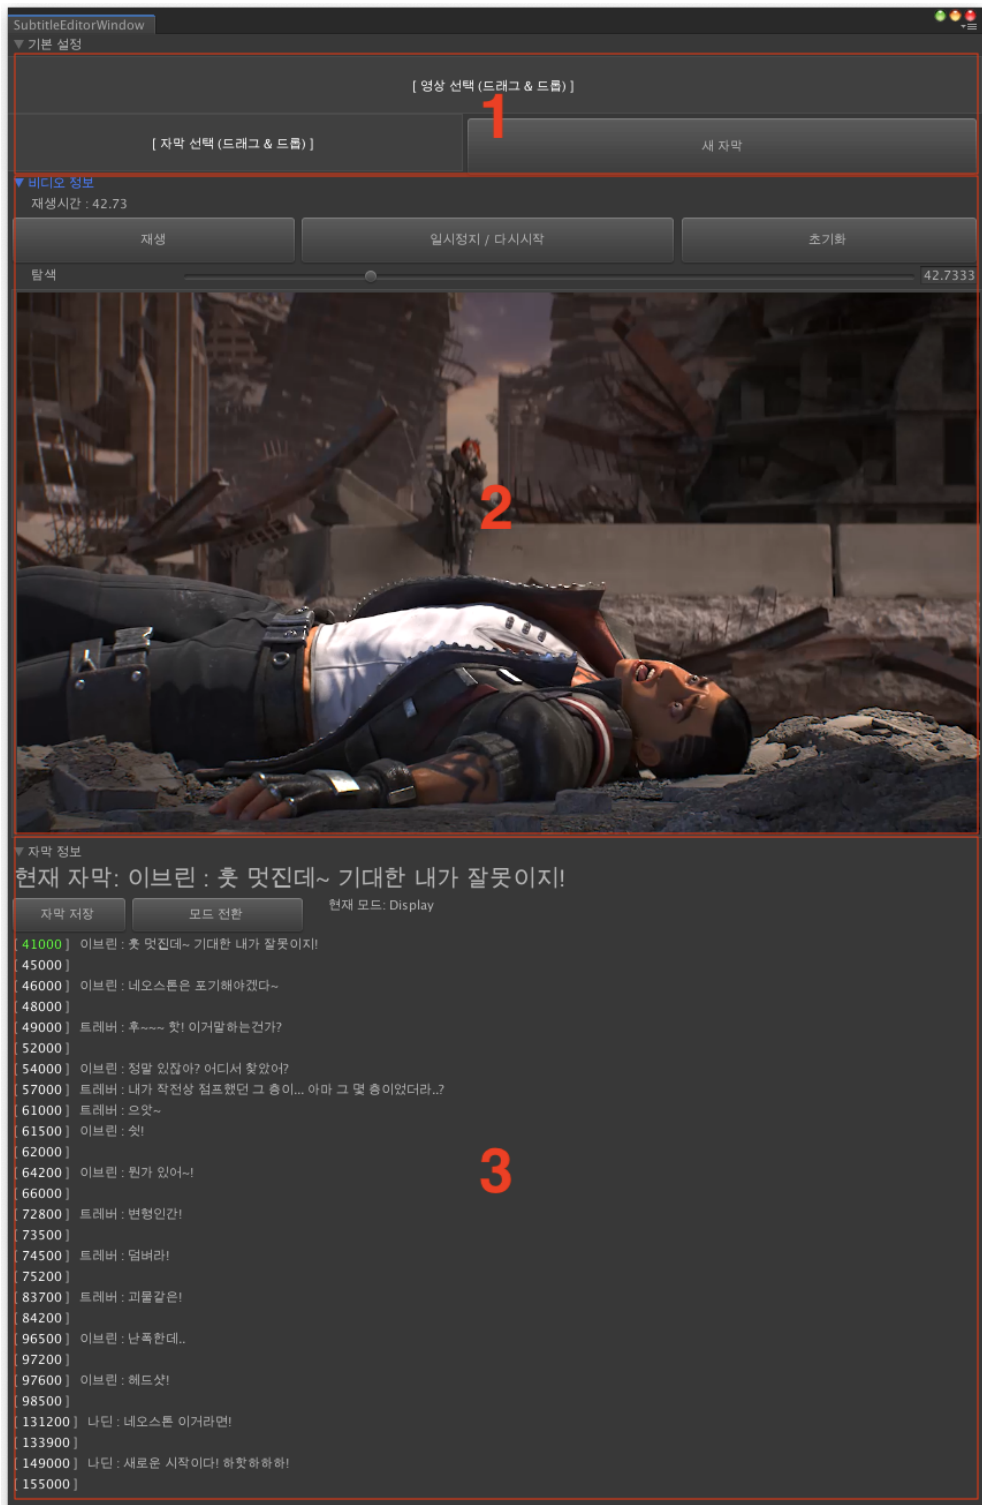 SubtitleEditorWindow
▼ 기본 설정
[ 영상 선택 (드래그 & 드롭) ]
1
[ 자막 선택 (드래그 & 드롭) ] 새 자막
▼ 비디오 정보
재생시간 : 42.73
재생 일시정지 / 다시시작 초기화
탐색 42.7333
2
▼ 자막 정보
현재 자막: 이브린 : 훗 멋진데~ 기대한 내가 잘못이지!
자막 저장 모드 전환 현재 모드: Display
[ 41000 ] 이브린 : 훗 멋진데~ 기대한 내가 잘못이지!
[ 45000 ]
[ 46000 ] 이브린 : 네오스톤은 포기해야겠다~
[ 48000 ]
[ 49000 ] 트레버 : 후~~~ 핫! 이거말하는건가?
[ 52000 ]
[ 54000 ] 이브린 : 정말 있잖아? 어디서 찾았어?
[ 57000 ] 트레버 : 내가 작전상 점프했던 그 층이... 아마 그 몇 층이었더라..?
[ 61000 ] 트레버 : 으앗~
[ 61500 ] 이브린 : 쉿!
[ 62000 ]
[ 64200 ] 이브린 : 뭔가 있어~!
3
[ 66000 ]
[ 72800 ] 트레버 : 변형인간!
[ 73500 ]
[ 74500 ] 트레버 : 덤벼라!
[ 75200 ]
[ 83700 ] 트레버 : 괴물같은!
[ 84200 ]
[ 96500 ] 이브린 : 난폭한데..
[ 97200 ]
[ 97600 ] 이브린 : 헤드샷!
[ 98500 ]
[ 131200 ] 나딘 : 네오스톤 이거라면!
[ 133900 ]
[ 149000 ] 나딘 : 새로운 시작이다! 하핫하하하!
[ 155000 ]